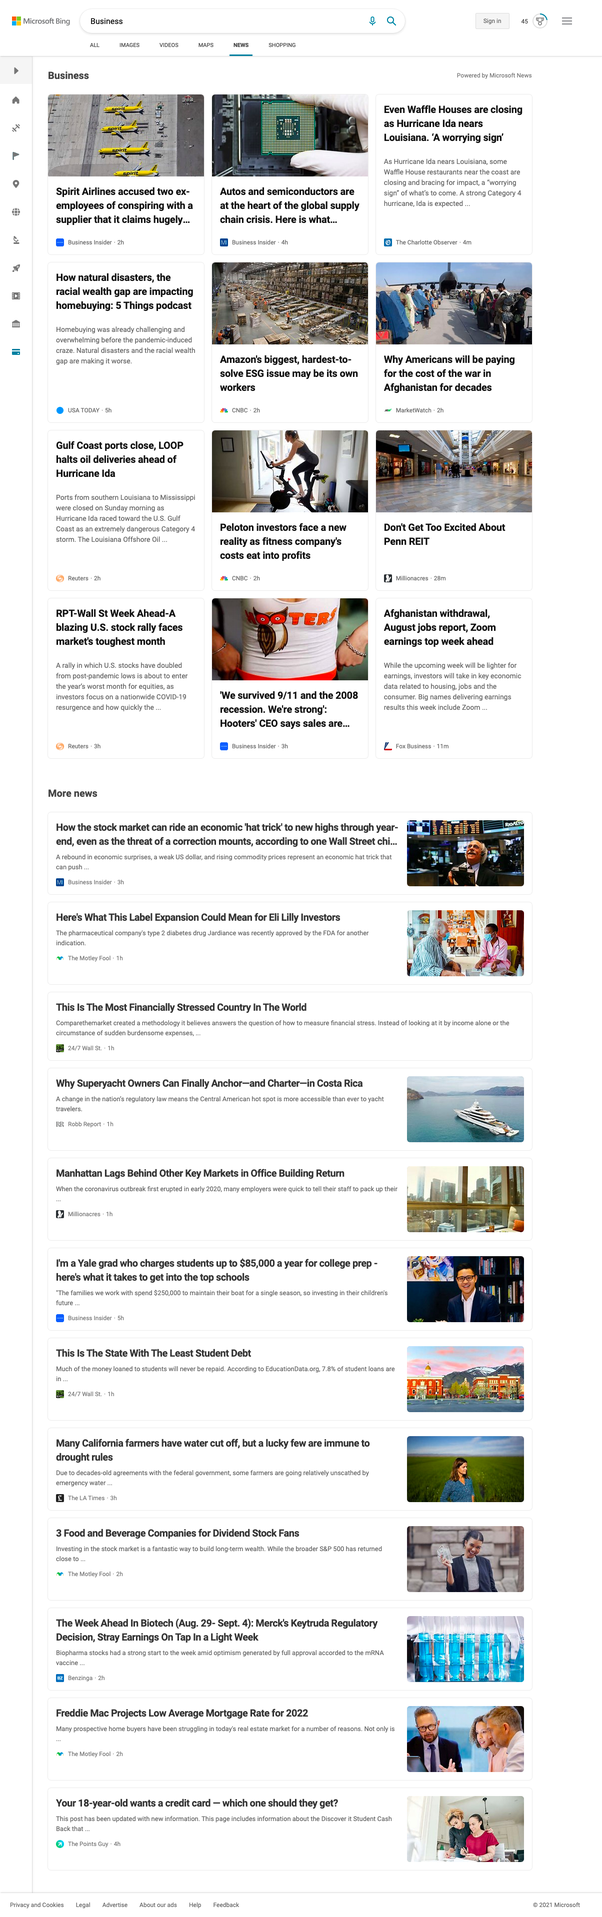 Microsoft Bing
Business
Sign in
45
ALL
IMAGES
VIDEOS
MAPS
NEWS
SHOPPING
Business
Powered by Microsoft News
Spirit Airlines accused two ex-
employees of conspiring with a
supplier that it claims hugely...
Business Insider · 2h
Autos and semiconductors are
at the heart of the global supply
chain crisis. Here is what...
Business Insider · 4h
Even Waffle Houses are closing
as Hurricane Ida nears
Louisiana. 'A worrying sign'
As Hurricane Ida nears Louisiana, some
Waffle House restaurants near the coast are
closing and bracing for impact, a "worrying
sign" of what's to come. A strong Category 4
hurricane, Ida is expected ...
The Charlotte Observer · 4m
How natural disasters, the
racial wealth gap are impacting
homebuying: 5 Things podcast
Homebuying was already challenging and
overwhelming before the pandemic-induced
craze. Natural disasters and the racial wealth
gap are making it worse.
USA TODAY · 5h
Amazon's biggest, hardest-to-
solve ESG issue may be its own
workers
CNBC · 2h
Why Americans will be paying
for the cost of the war in
Afghanistan for decades
MarketWatch · 2h
Gulf Coast ports close, LOOP
halts oil deliveries ahead of
Hurricane Ida
Ports from southern Louisiana to Mississippi
were closed on Sunday morning as
Hurricane Ida raced toward the U.S. Gulf
Coast as an extremely dangerous Category 4
storm. The Louisiana Offshore Oil ...
Reuters · 2h
Peloton investors face a new
reality as fitness company's
costs eat into profits
CNBC · 2h
Don't Get Too Excited About
Penn REIT
Millionacres · 28m
RPT-Wall St Week Ahead-A
blazing U.S. stock rally faces
market's toughest month
A rally in which U.S. stocks have doubled
from post-pandemic lows is about to enter
the year's worst month for equities, as
investors focus on a nationwide COVID-19
resurgence and how quickly the ...
Reuters · 3h
HOOTERS
'We survived 9/11 and the 2008
recession. We're strong':
Hooters' CEO says sales are...
Business Insider · 3h
Afghanistan withdrawal,
August jobs report, Zoom
earnings top week ahead
While the upcoming week will be lighter for
earnings, investors will take in key economic
data related to housing, jobs and the
consumer. Big names delivering earnings
results this week include Zoom ...
Fox Business · 11m
More news
How the stock market can ride an economic 'hat trick' to new highs through year-
end, even as the threat of a correction mounts, according to one Wall Street chi...
A rebound in economic surprises, a weak US dollar, and rising commodity prices represent an economic hat trick that
can push ...
Business Insider · 3h
Here's What This Label Expansion Could Mean for Eli Lilly Investors
The pharmaceutical company's type 2 diabetes drug Jardiance was recently approved by the FDA for another
indication.
The Motley Fool · 1h
This Is The Most Financially Stressed Country In The World
Comparethemarket created a methodology it believes answers the question of how to measure financial stress. Instead of looking at it by income alone or the
circumstance of sudden burdensome expenses, ...
24/7 Wall St. · 1h
Why Superyacht Owners Can Finally Anchor—and Charter—in Costa Rica
A change in the nation's regulatory law means the Central American hot spot is more accessible than ever to yacht
travelers.
Robb Report · 1h
Manhattan Lags Behind Other Key Markets in Office Building Return
When the coronavirus outbreak first erupted in early 2020, many employers were quick to tell their staff to pack up their
...
Millionacres · 1h
I'm a Yale grad who charges students up to $85,000 a year for college prep -
here's what it takes to get into the top schools
"The families we work with spend $250,000 to maintain their boat for a single season, so investing in their children's
future ...
Business Insider · 5h
This Is The State With The Least Student Debt
Much of the money loaned to students will never be repaid. According to EducationData.org, 7.8% of student loans are
in ...
24/7 Wall St. · 1h
Many California farmers have water cut off, but a lucky few are immune to
drought rules
Due to decades-old agreements with the federal government, some farmers are going relatively unscathed by
emergency water ...
The LA Times · 3h
3 Food and Beverage Companies for Dividend Stock Fans
Investing in the stock market is a fantastic way to build long-term wealth. While the broader S&P 500 has returned
close to ...
The Motley Fool · 2h
The Week Ahead In Biotech (Aug. 29- Sept. 4): Merck's Keytruda Regulatory
Decision, Stray Earnings On Tap In a Light Week
Biopharma stocks had a strong start to the week amid optimism generated by full approval accorded to the mRNA
vaccine ...
Benzinga · 2h
Freddie Mac Projects Low Average Mortgage Rate for 2022
Many prospective home buyers have been struggling in today's real estate market for a number of reasons. Not only is
...
The Motley Fool · 2h
Your 18-year-old wants a credit card — which one should they get?
This post has been updated with new information. This page includes information about the Discover it Student Cash
Back that ...
The Points Guy · 4h
Privacy and Cookies
Legal
Advertise
About our ads
Help
Feedback
© 2021 Microsoft